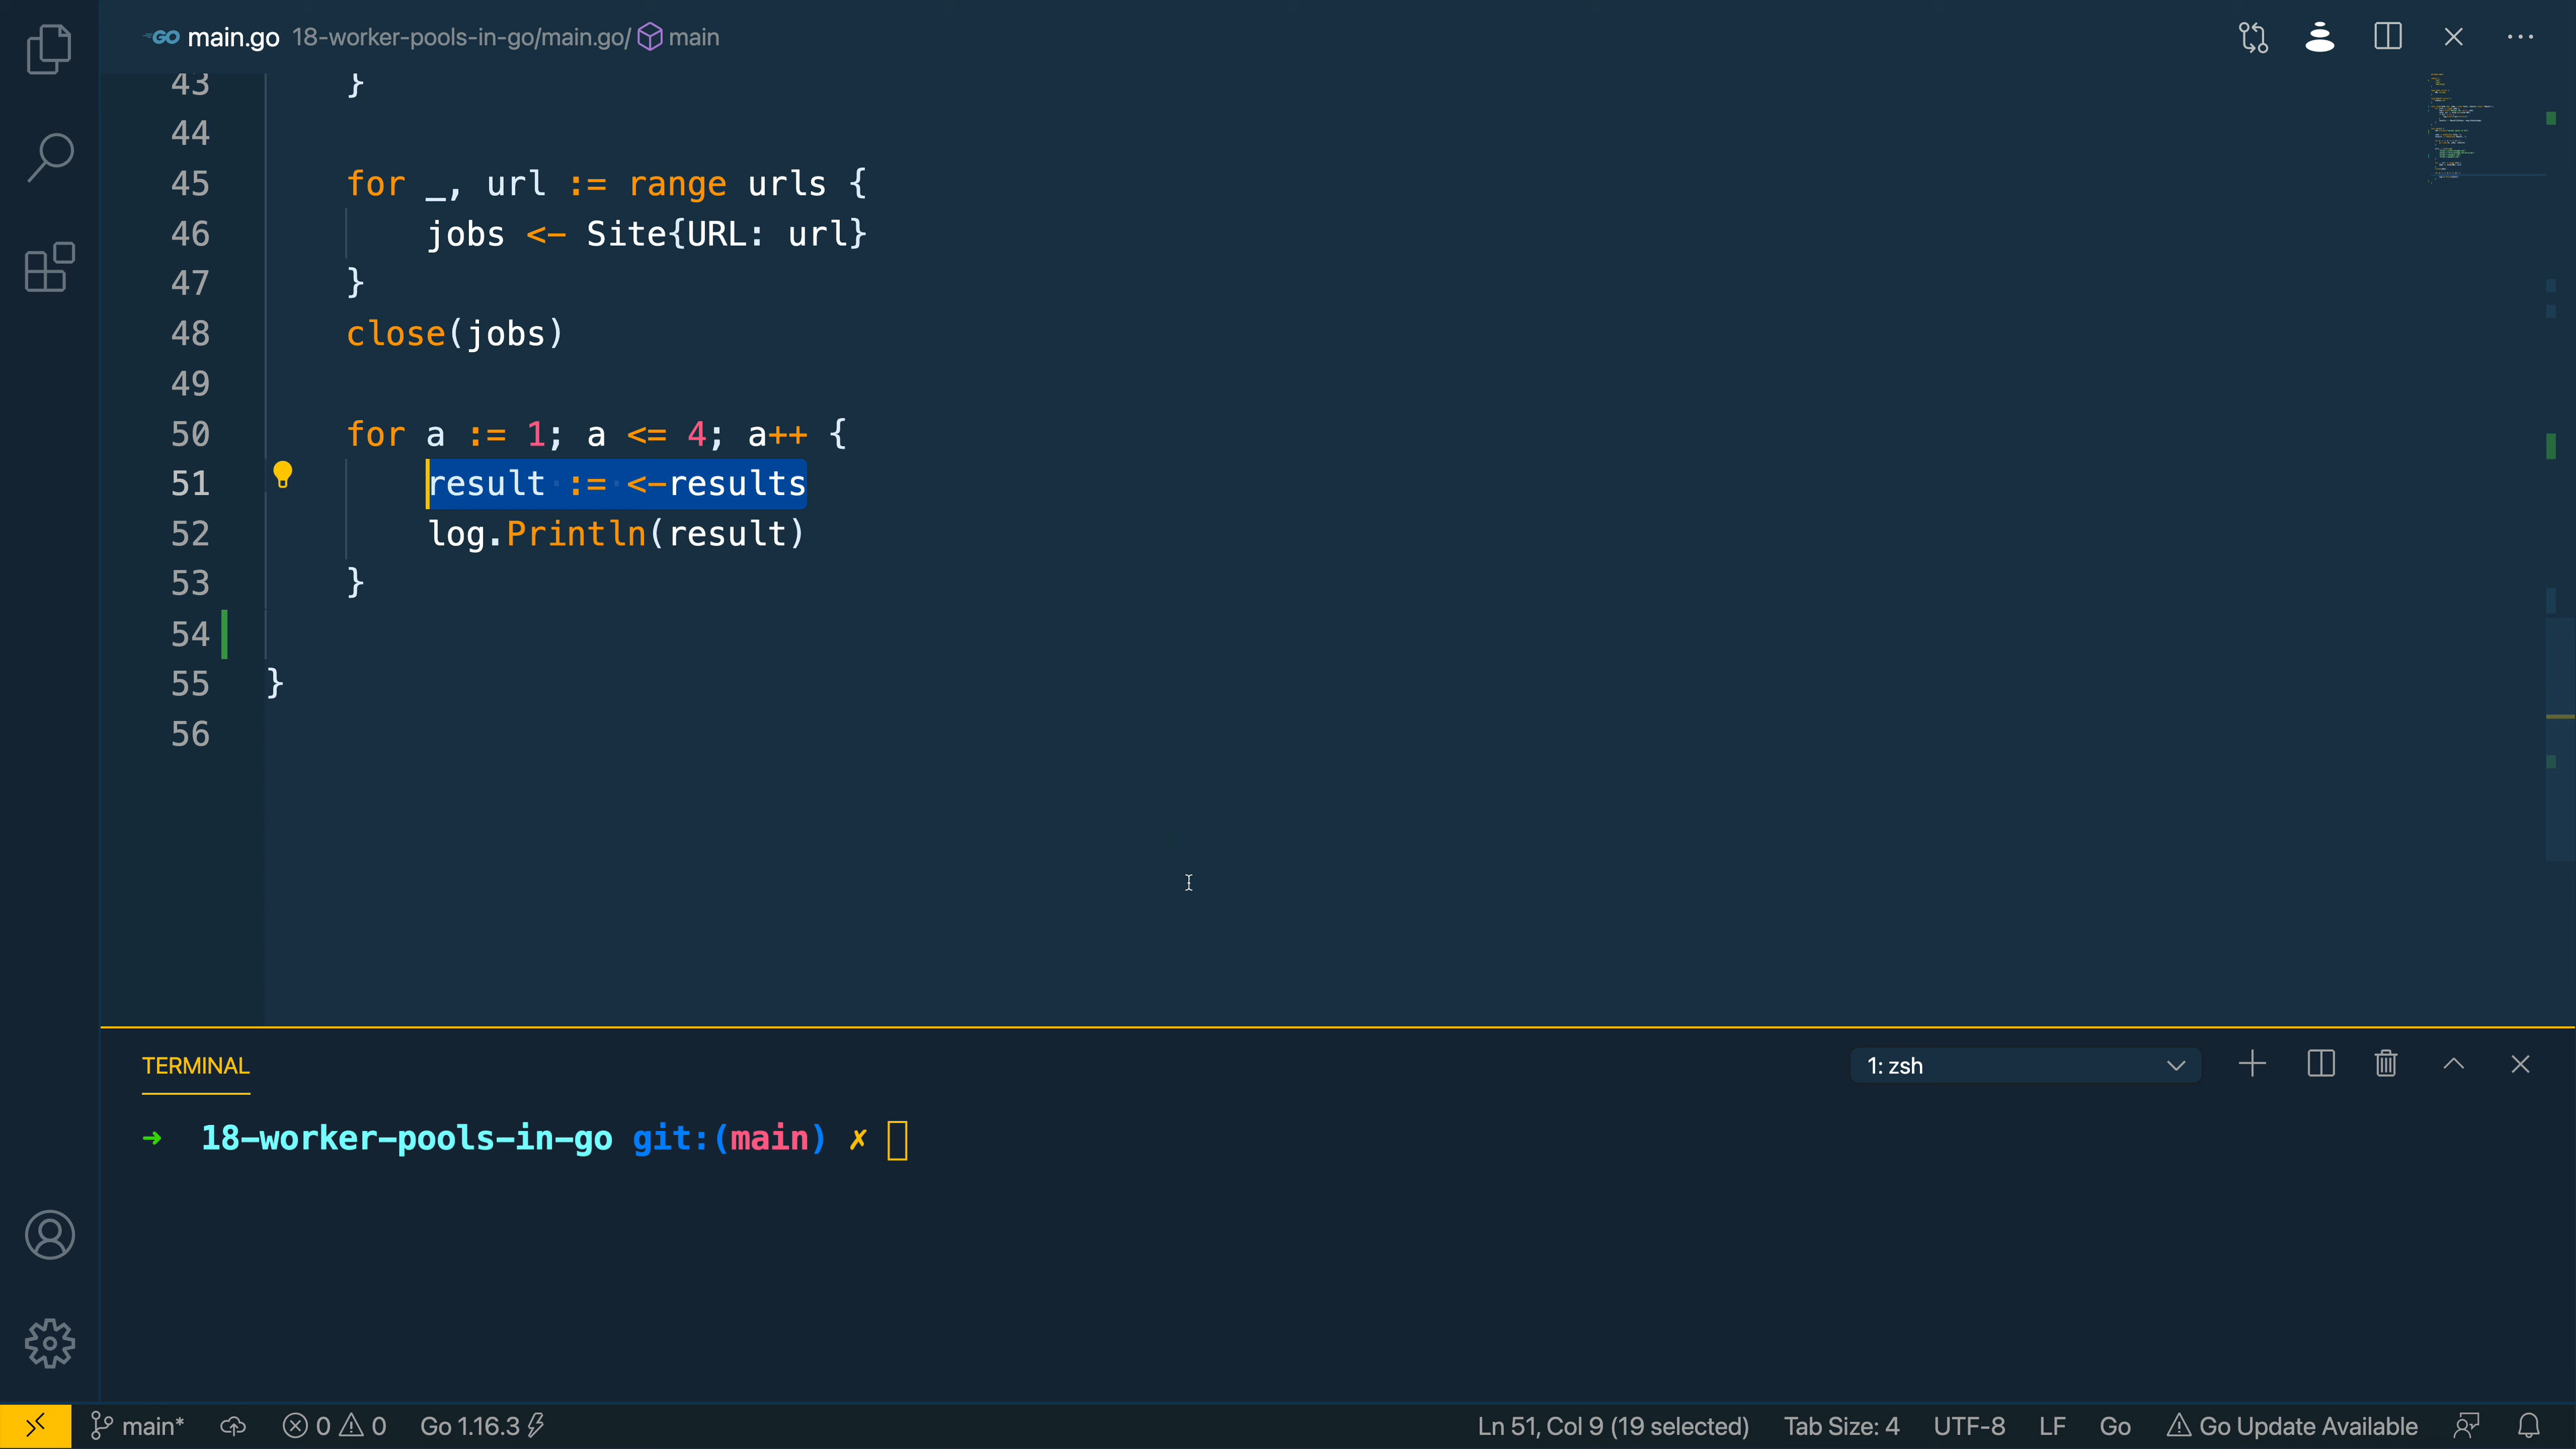 GO main.go 18-worker-pools-in-go/main.go/ main
43 }
44
45 for _, url := range urls {
46 jobs <- Site{URL: url}
47 }
48 close(jobs)
49
50 for a := 1; a <= 4; a++ {
51 result := <-results
52 log.Println(result)
53 }
54
55 }
56
TERMINAL 1: zsh
➜ 18-worker-pools-in-go git:(main) ✗
main* 0 0 Go 1.16.3 Ln 51, Col 9 (19 selected) Tab Size: 4 UTF-8 LF Go Go Update Available